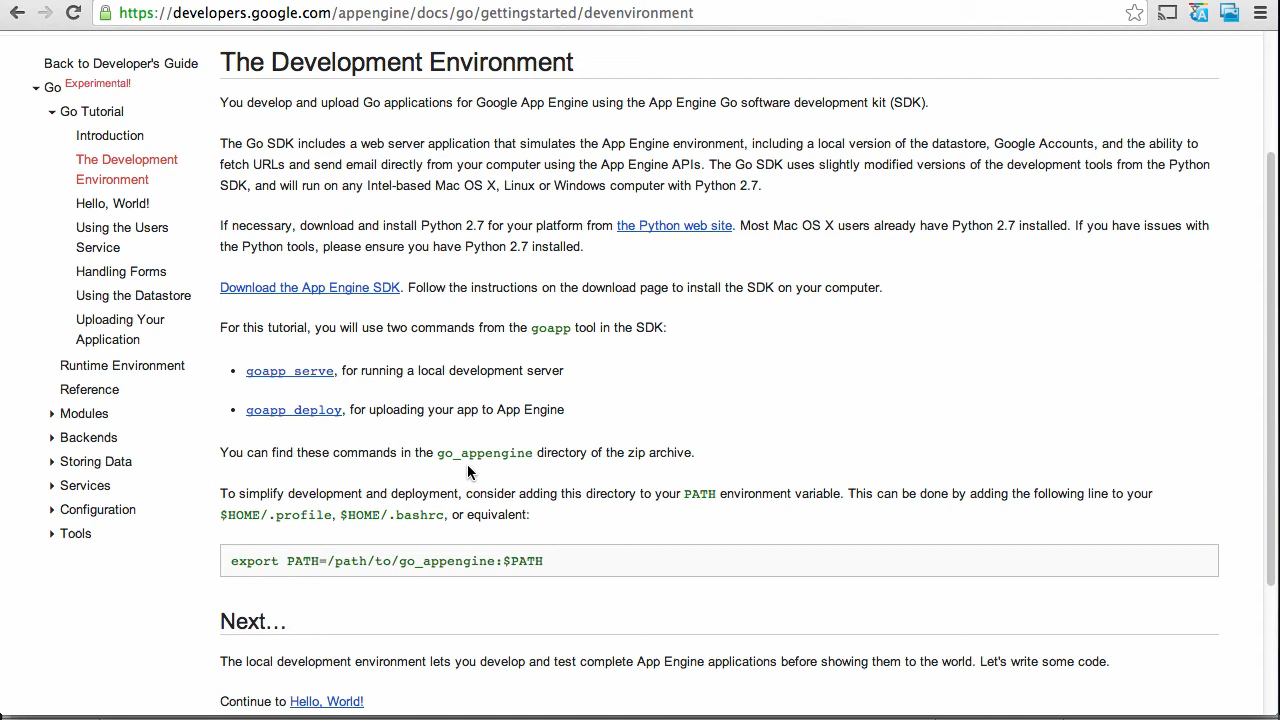 https://developers.google.com/appengine/docs/go/gettingstarted/devenvironment
Back to Developer's Guide
Go Experimental!
Go Tutorial
Introduction
The Development
Environment
Hello, World!
Using the Users
Service
Handling Forms
Using the Datastore
Uploading Your
Application
Runtime Environment
Reference
Modules
Backends
Storing Data
Services
Configuration
Tools
The Development Environment
You develop and upload Go applications for Google App Engine using the App Engine Go software development kit (SDK).
The Go SDK includes a web server application that simulates the App Engine environment, including a local version of the datastore, Google Accounts, and the ability to
fetch URLs and send email directly from your computer using the App Engine APIs. The Go SDK uses slightly modified versions of the development tools from the Python
SDK, and will run on any Intel-based Mac OS X, Linux or Windows computer with Python 2.7.
If necessary, download and install Python 2.7 for your platform from the Python web site. Most Mac OS X users already have Python 2.7 installed. If you have issues with
the Python tools, please ensure you have Python 2.7 installed.
Download the App Engine SDK. Follow the instructions on the download page to install the SDK on your computer.
For this tutorial, you will use two commands from the goapp tool in the SDK:
• goapp serve, for running a local development server
• goapp deploy, for uploading your app to App Engine
You can find these commands in the go_appengine directory of the zip archive.
To simplify development and deployment, consider adding this directory to your PATH environment variable. This can be done by adding the following line to your
$HOME/.profile, $HOME/.bashrc, or equivalent:
export PATH=/path/to/go_appengine:$PATH
Next…
The local development environment lets you develop and test complete App Engine applications before showing them to the world. Let's write some code.
Continue to Hello, World!